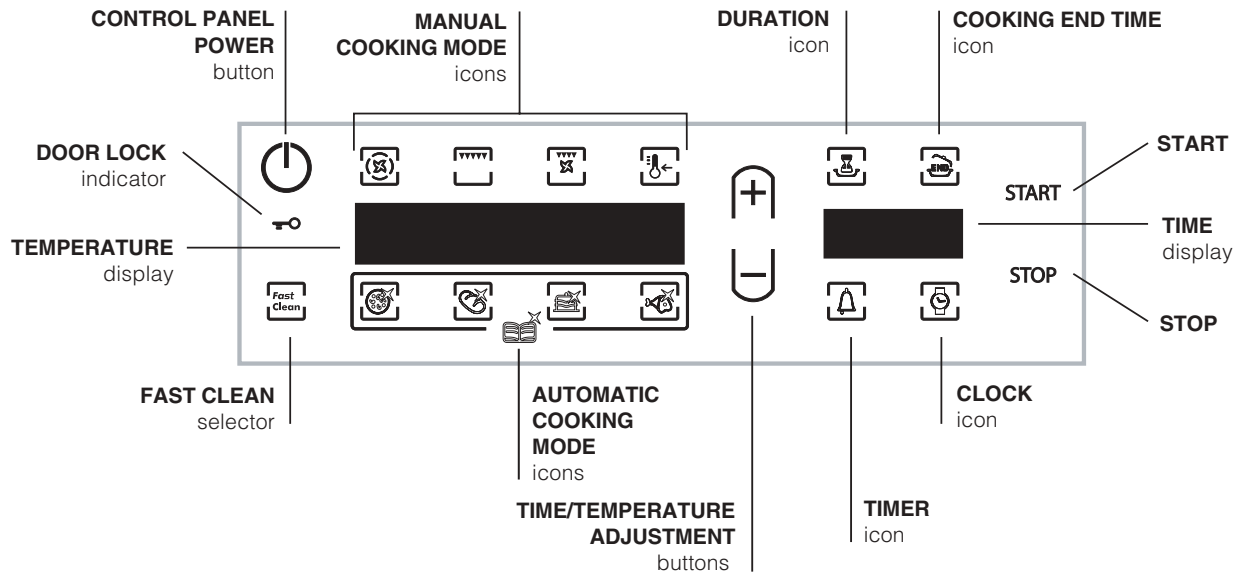 CONTROL PANEL
POWER
button
MANUAL
COOKING MODE
icons
DURATION
icon
COOKING END TIME
icon
DOOR LOCK
indicator
TEMPERATURE
display
START
START
END
TIME
display
STOP
STOP
Fast
Clean
FAST CLEAN
selector
AUTOMATIC
COOKING
MODE
icons
TIME/TEMPERATURE
ADJUSTMENT
buttons
TIMER
icon
CLOCK
icon